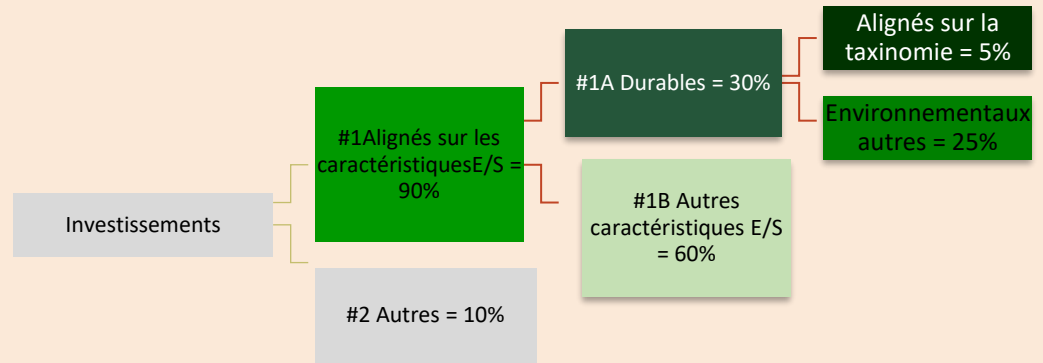 Investissements
#1Alignés sur les
caractéristiquesE/S =
90%
#2 Autres = 10%
#1A Durables = 30%
#1B Autres
caractéristiques E/S
= 60%
Alignés sur la
taxinomie = 5%
Environnementaux
autres = 25%